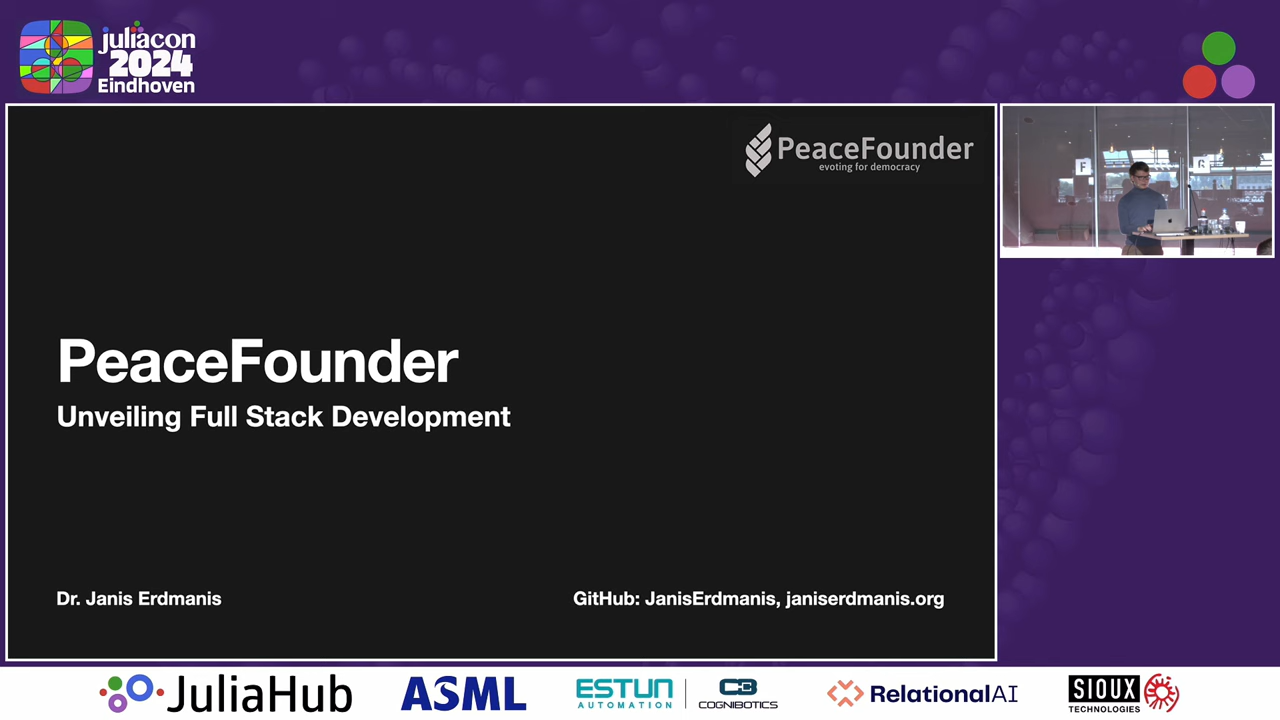 juliacon
2024
Eindhoven
PeaceFounder
evoting for democracy
F
PeaceFounder
Unveiling Full Stack Development
Dr. Janis Erdmanis
GitHub: JanisErdmanis, janiserdmanis.org
JuliaHub
ASML
ESTUN
AUTOMATION
C3
COGNIBOTICS
RelationalAI
SIOUX
TECHNOLOGIES